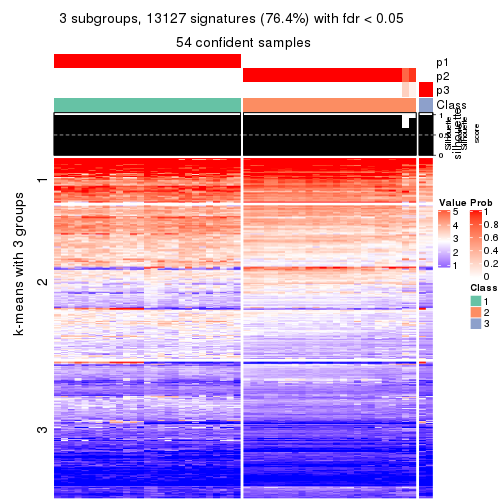 3 subgroups, 13127 signatures (76.4%) with fdr < 0.05
54 confident samples
p1
p2
p3
Class
1
0.5
0
Silhouette
silhouette
score
k-means with 3 groups
1
2
3
Value
5
4
3
2
1
Prob
1
0.8
0.6
0.4
0.2
0
Class
1
2
3